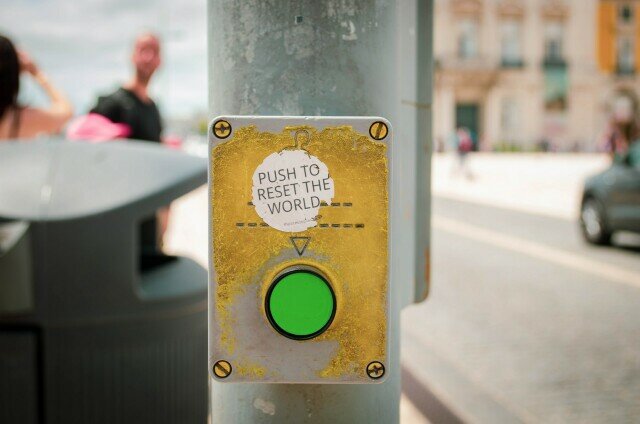 PUSH TO
RESET THE
WORLD